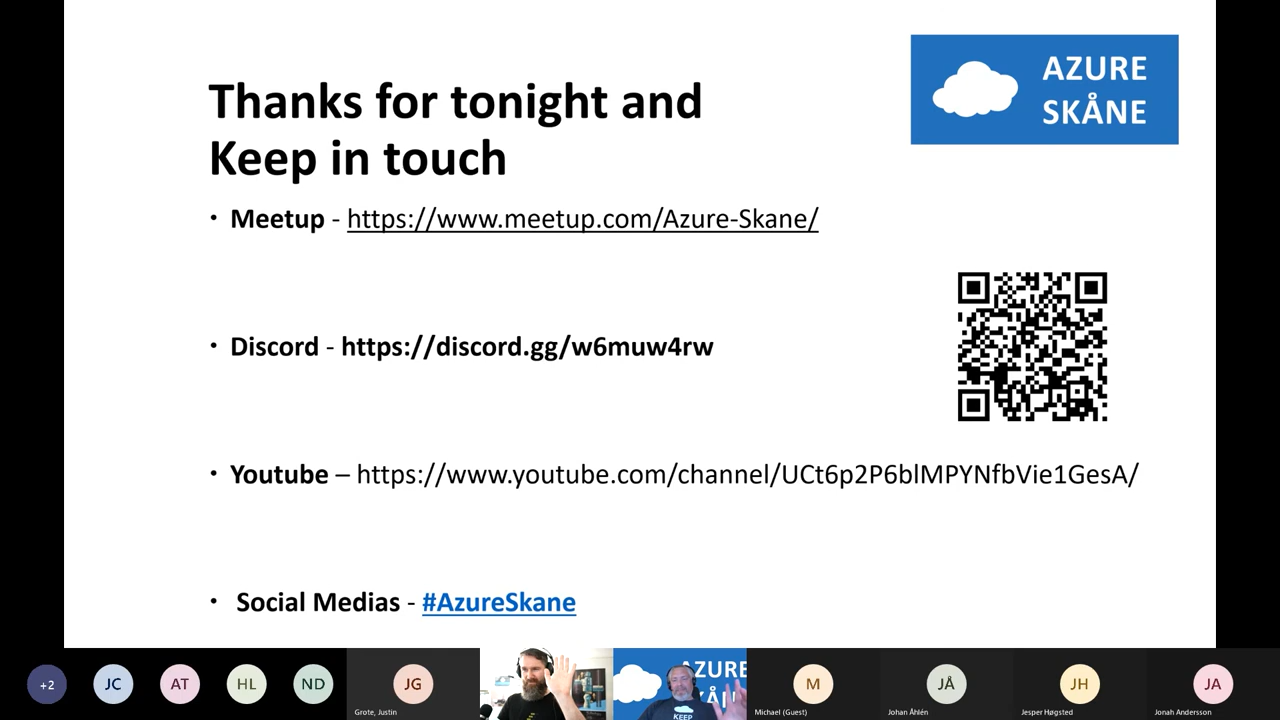 AZURE
SKÅNE
Thanks for tonight and
Keep in touch
• Meetup - https://www.meetup.com/Azure-Skane/
• Discord - https://discord.gg/w6muw4rw
• Youtube – https://www.youtube.com/channel/UCt6p2P6blMPYNfbVie1GesA/
• Social Medias - #AzureSkane
+2
JC
AT
HL
ND
JG
Grote, Justin
AZURE
KEEP
M
Michael (Guest)
JÅ
Johan Åhlén
JH
Jesper Høgsted
JA
Jonah Andersson